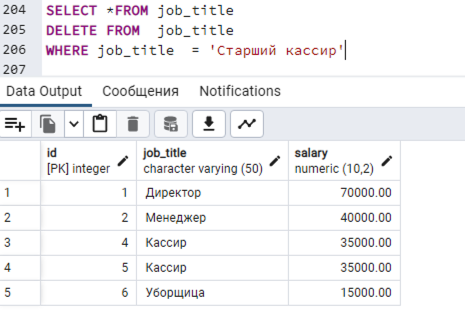 204 SELECT *FROM job_title
205 DELETE FROM  job_title
206 WHERE job_title  = 'Старший кассир'
207
Data Output Сообщения Notifications
id job_title salary
[PK] integer character varying (50) numeric (10,2)
1 1 Директор 70000.00
2 2 Менеджер 40000.00
3 4 Кассир 35000.00
4 5 Кассир 35000.00
5 6 Уборщица 15000.00